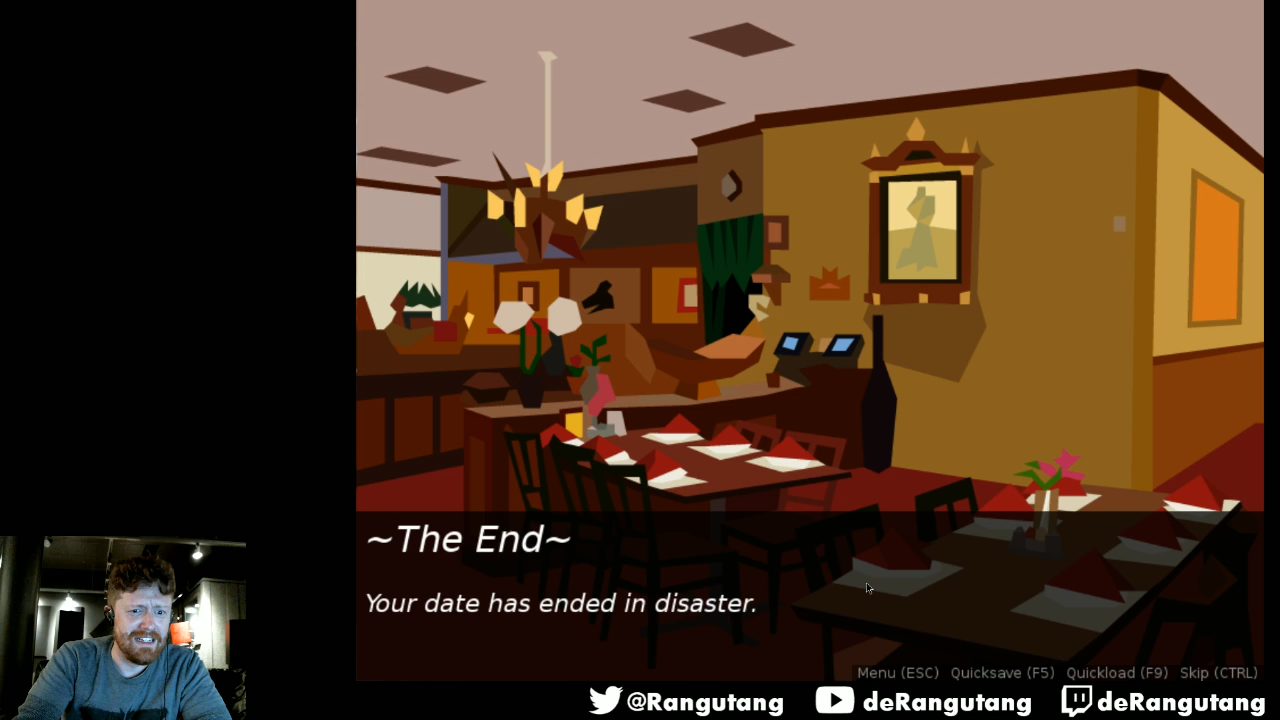 ~The End~
Your date has ended in disaster.
Menu (ESC) Quicksave (F5) Quickload (F9) Skip (CTRL)
@Rangutang deRangutang deRangutang